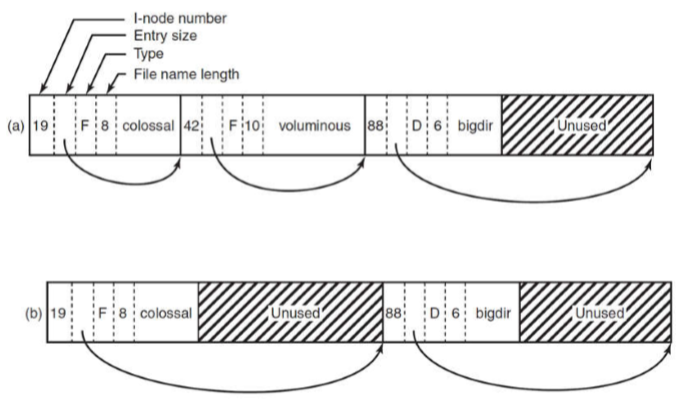 I-node number
Entry size
Type
File name length
(a) 19 F 8 colossal 42 F 10 voluminous 88 D 6 bigdir Unused
(b) 19 F 8 colossal Unused 88 D 6 bigdir Unused